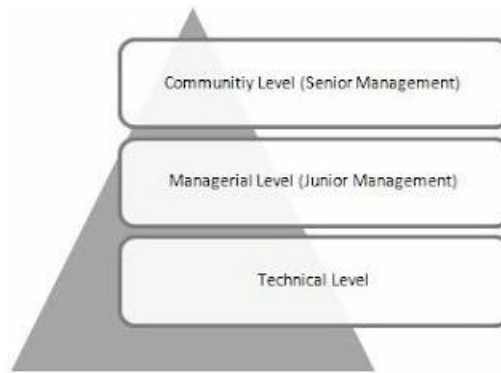 Communitiy Level (Senior Management)
Managerial Level (Junior Management)
Technical Level